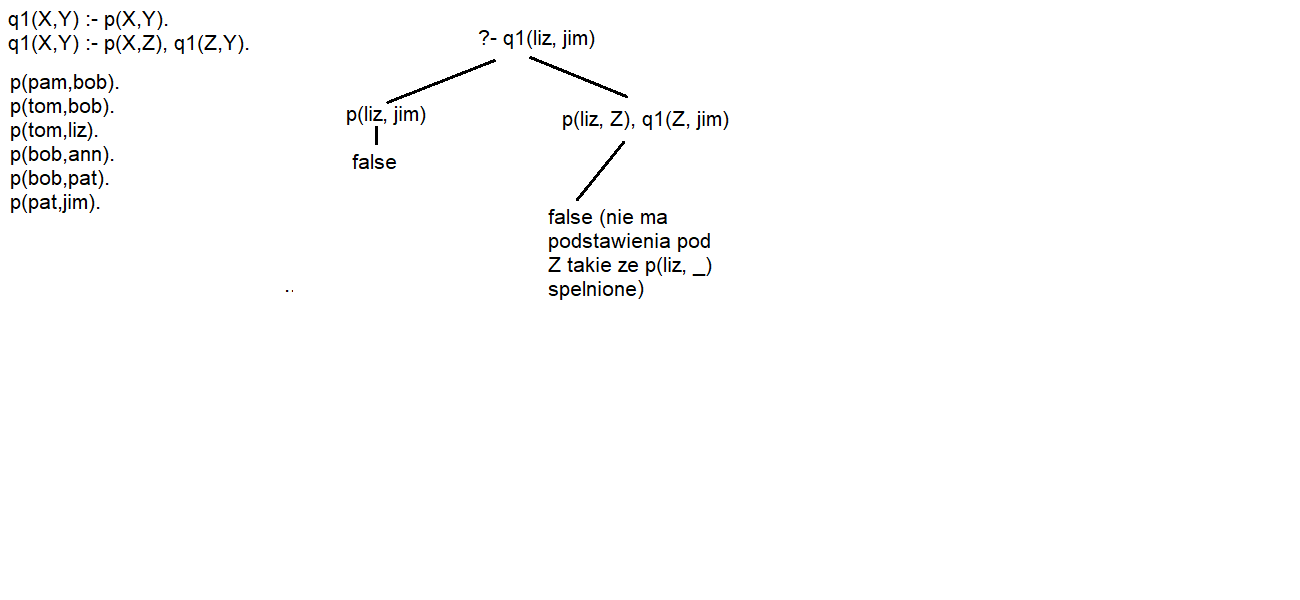 q1(X,Y) :- p(X,Y).
q1(X,Y) :- p(X,Z), q1(Z,Y).
p(pam,bob).
p(tom,bob).
p(tom,liz).
p(bob,ann).
p(bob,pat).
p(pat,jim).
?- q1(liz, jim)
p(liz, jim)
false
p(liz, Z), q1(Z, jim)
false (nie ma
podstawienia pod
Z takie ze p(liz, _)
spelnione)